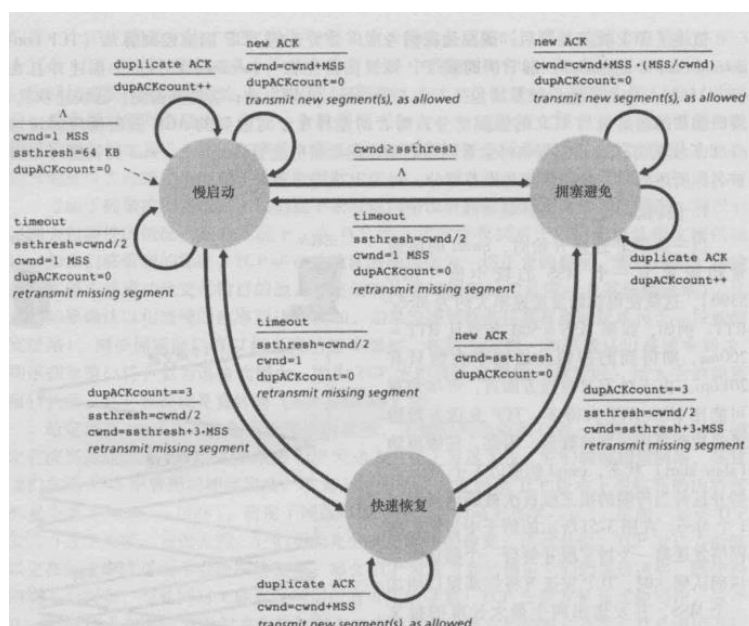 new ACK
cwnd=cwnd+MSS
dupACKcount=0
transmit new segment(s), as allowed
new ACK
cwnd=cwnd+MSS·(MSS/cwnd)
dupACKcount=0
transmit new segment(s), as allowed
duplicate ACK
dupACKcount++
Λ
cwnd=1 MSS
ssthresh=64 KB
dupACKcount=0
慢启动
cwnd≥ssthresh
Λ
拥塞避免
timeout
ssthresh=cwnd/2
cwnd=1 MSS
dupACKcount=0
retransmit missing segment
timeout
ssthresh=cwnd/2
cwnd=1 MSS
dupACKcount=0
retransmit missing segment
duplicate ACK
dupACKcount++
timeout
ssthresh=cwnd/2
cwnd=1
dupACKcount=0
retransmit missing segment
new ACK
cwnd=ssthresh
dupACKcount=0
dupACKcount==3
ssthresh=cwnd/2
cwnd=ssthresh+3·MSS
retransmit missing segment
dupACKcount==3
ssthresh=cwnd/2
cwnd=ssthresh+3·MSS
retransmit missing segment
快速恢复
duplicate ACK
cwnd=cwnd+MSS
transmit new segment(s), as allowed